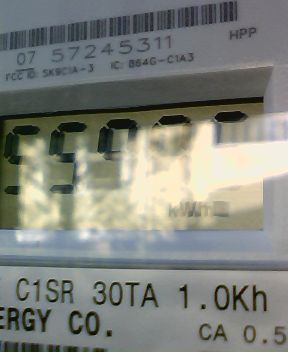 07 57245311
HPP
FCC ID: SK9C1A-3 IC: 864G-C1A3
C1SR 30TA 1.0Kh
ERGY CO.
CA 0.5